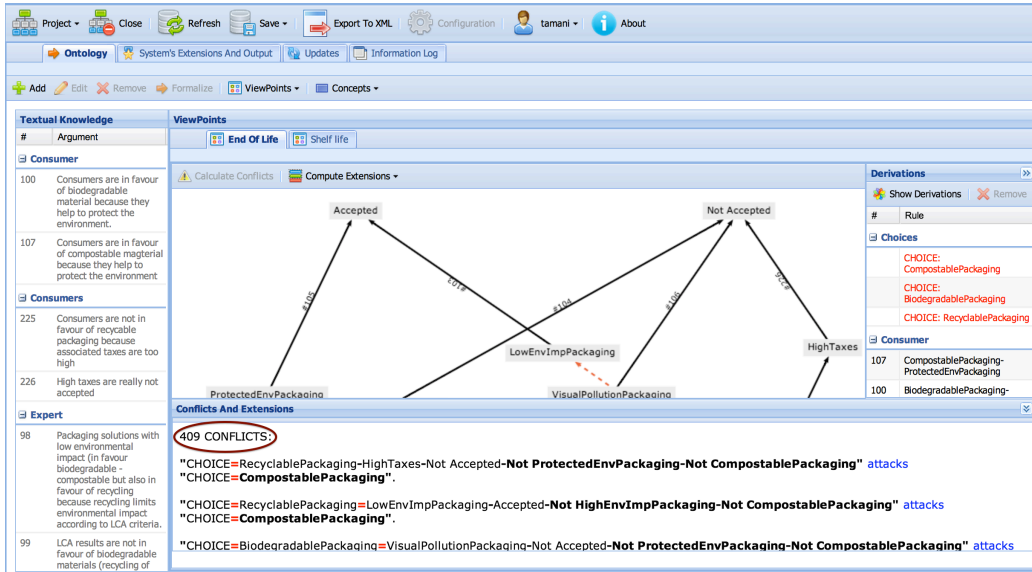 Project
Close
Refresh
Save
Export To XML
Configuration
tamani
About
Ontology
System's Extensions And Output
Updates
Information Log
Add
Edit
Remove
Formalize
ViewPoints
Concepts
Textual Knowledge
# Argument
Consumer
100 Consumers are in favour
of biodegradable
material because they
help to protect the
environment.
107 Consumers are in favour
of compostable magterial
because they help to
protect the environment
Consumers
225 Consumers are not in
favour of recycable
packaging because
associated taxes are too
high
226 High taxes are really not
accepted
Expert
98 Packaging solutions with
low environmental
impact (in favour
biodegradable -
compostable but also in
favour of recycling
because recycling limits
environmental impact
according to LCA criteria.
99 LCA results are not in
favour of biodegradable
materials (recycling of
ViewPoints
End Of Life
Shelf life
Calculate Conflicts
Compute Extensions
Accepted
Not Accepted
#105
#103
#104
#106
#226
LowEnvImpPackaging
HighTaxes
ProtectedEnvPackaging
VisualPollutionPackaging
Derivations
Show Derivations
Remove
# Rule
Choices
CHOICE:
CompostablePackaging
CHOICE:
BiodegradablePackaging
CHOICE: RecyclablePackaging
Consumer
107 CompostablePackaging-
ProtectedEnvPackaging
100 BiodegradablePackaging-
Conflicts And Extensions
409 CONFLICTS:
"CHOICE=RecyclablePackaging-HighTaxes-Not Accepted-Not ProtectedEnvPackaging-Not CompostablePackaging" attacks
"CHOICE=CompostablePackaging".
"CHOICE=RecyclablePackaging=LowEnvImpPackaging-Accepted-Not HighEnvImpPackaging-Not CompostablePackaging" attacks
"CHOICE=CompostablePackaging".
"CHOICE=BiodegradablePackaging=VisualPollutionPackaging-Not Accepted-Not ProtectedEnvPackaging-Not CompostablePackaging" attacks